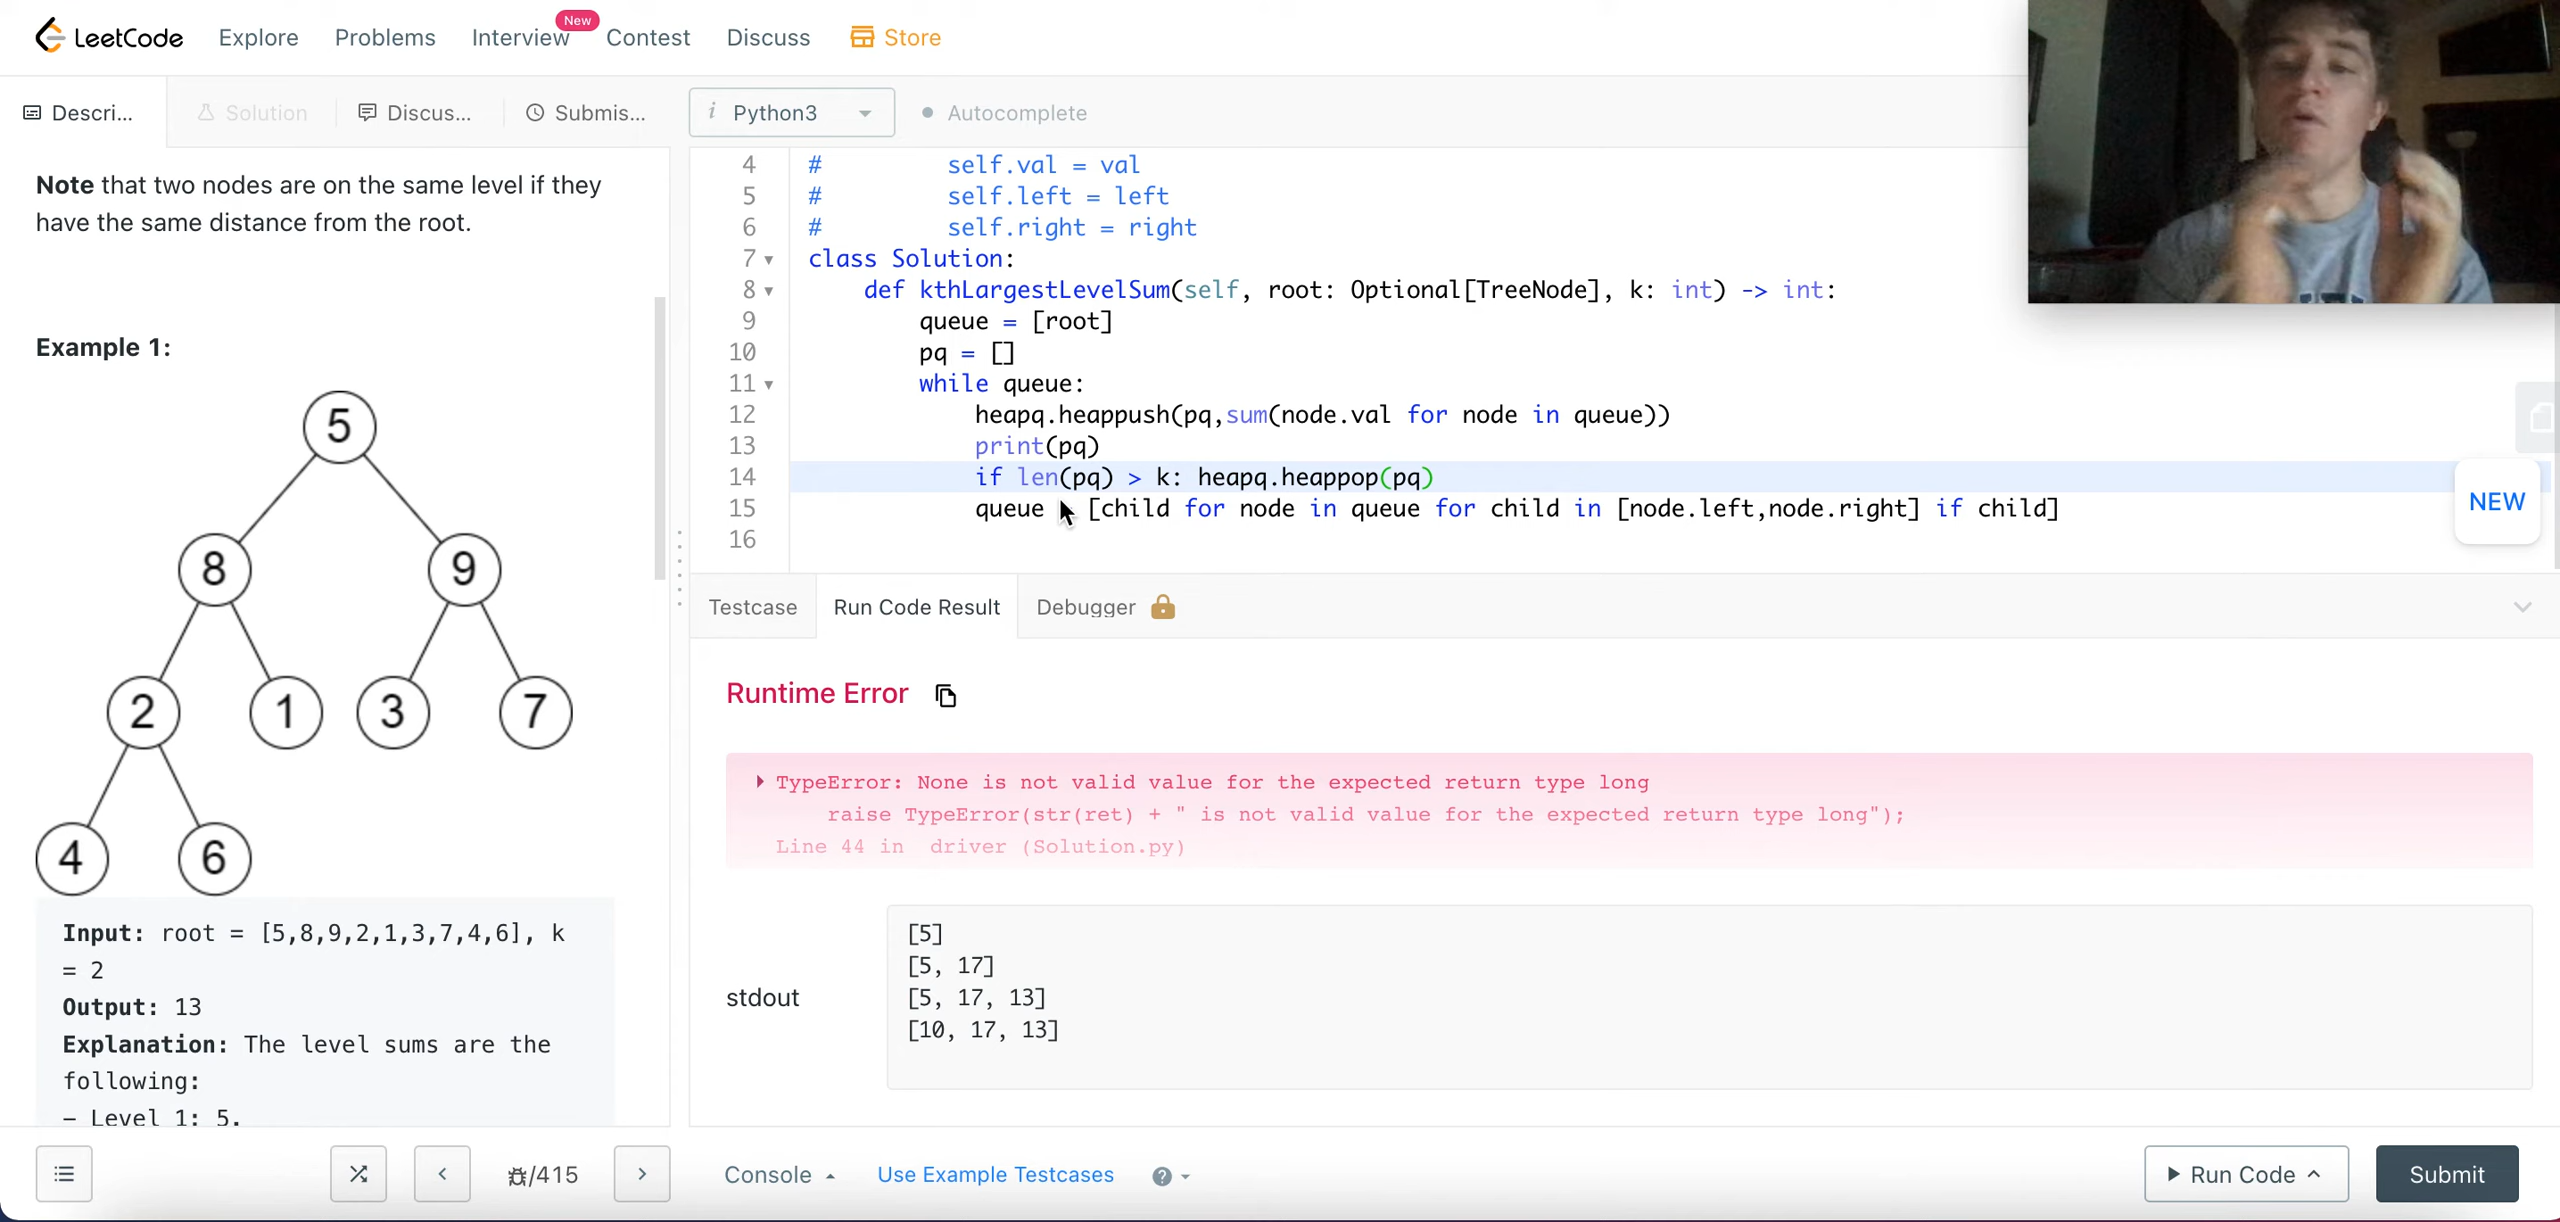 LeetCode Explore Problems Interview New Contest Discuss Store
Descri... Solution Discus... Submis...
Note that two nodes are on the same level if they
have the same distance from the root.
Example 1:
5
8 9
2 1 3 7
4 6
Input: root = [5,8,9,2,1,3,7,4,6], k
= 2
Output: 13
Explanation: The level sums are the
following:
- Level 1: 5.
/415
i Python3 Autocomplete
4 # self.val = val
5 # self.left = left
6 # self.right = right
7 class Solution:
8 def kthLargestLevelSum(self, root: Optional[TreeNode], k: int) -> int:
9 queue = [root]
10 pq = []
11 while queue:
12 heapq.heappush(pq,sum(node.val for node in queue))
13 print(pq)
14 if len(pq) > k: heapq.heappop(pq)
15 queue [child for node in queue for child in [node.left,node.right] if child]
16
NEW
Testcase Run Code Result Debugger
Runtime Error
TypeError: None is not valid value for the expected return type long
raise TypeError(str(ret) + " is not valid value for the expected return type long");
Line 44 in _driver (Solution.py)
stdout
[5]
[5, 17]
[5, 17, 13]
[10, 17, 13]
Console Use Example Testcases ? Run Code Submit